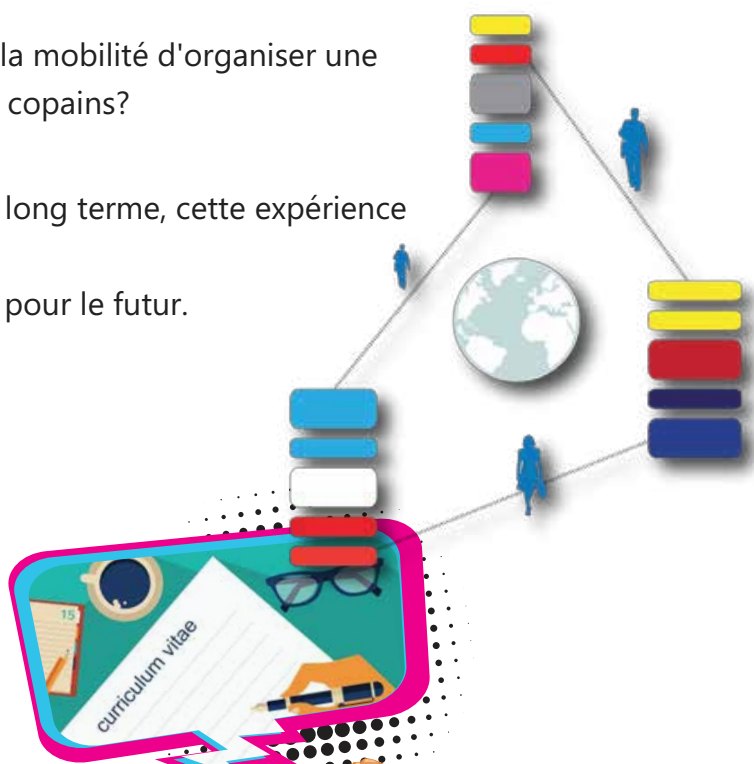 la mobilité d'organiser une
copains?
long terme, cette expérience
pour le futur.
15
curriculum vitae